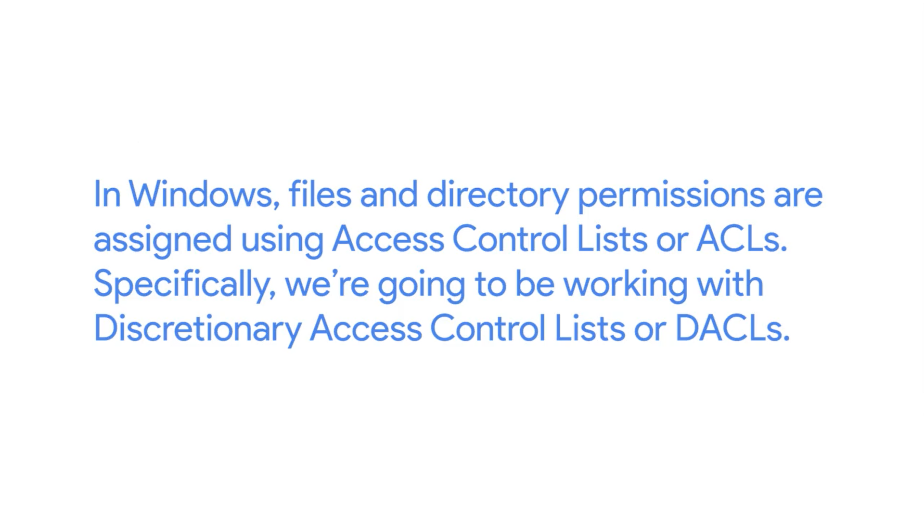 In Windows, files and directory permissions are
assigned using Access Control Lists or ACLs.
Specifically, we’re going to be working with
Discretionary Access Control Lists or DACLs.